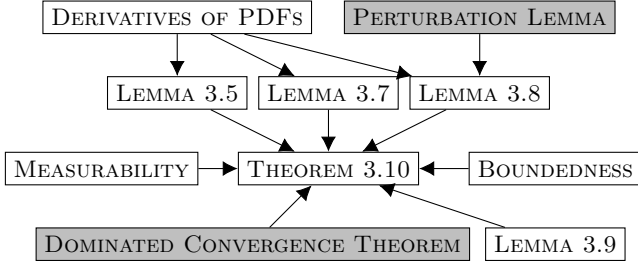 DERIVATIVES OF PDFS
PERTURBATION LEMMA
LEMMA 3.5
LEMMA 3.7
LEMMA 3.8
MEASURABILITY
THEOREM 3.10
BOUNDEDNESS
DOMINATED CONVERGENCE THEOREM
LEMMA 3.9